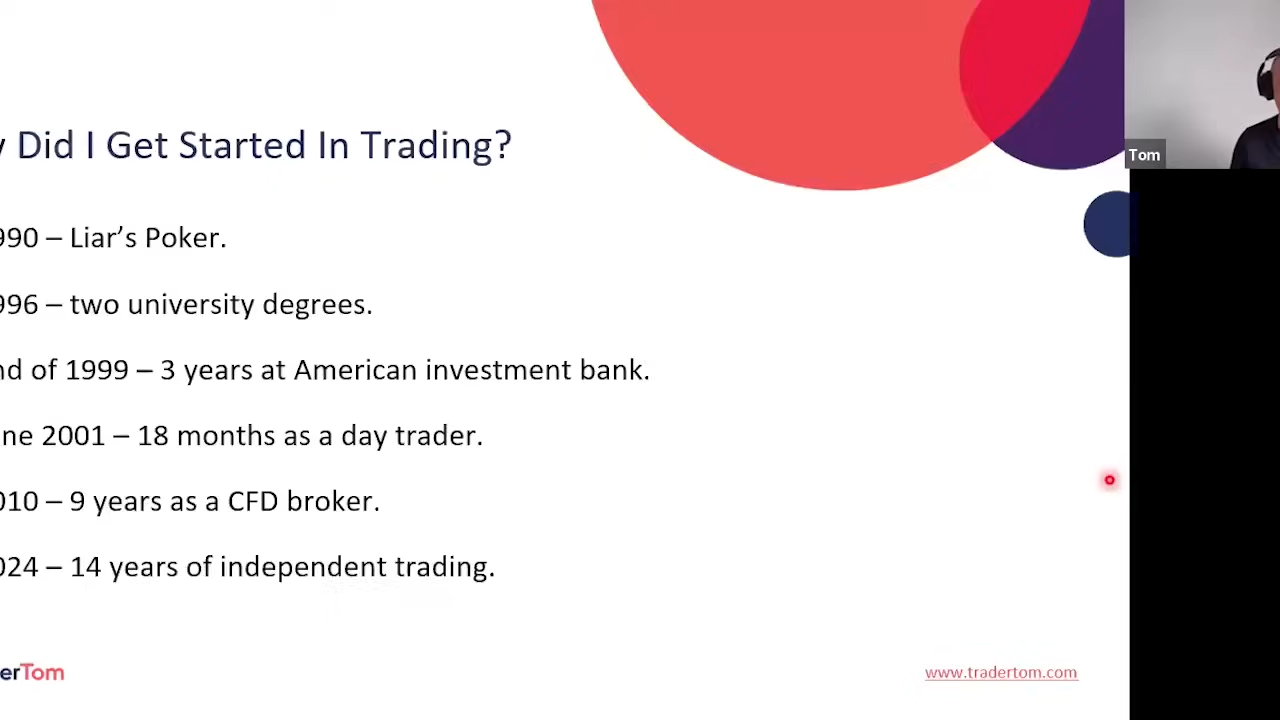 y Did I Get Started In Trading?
990 – Liar’s Poker.
996 – two university degrees.
nd of 1999 – 3 years at American investment bank.
ne 2001 – 18 months as a day trader.
010 – 9 years as a CFD broker.
024 – 14 years of independent trading.
erTom
www.tradertom.com
Tom